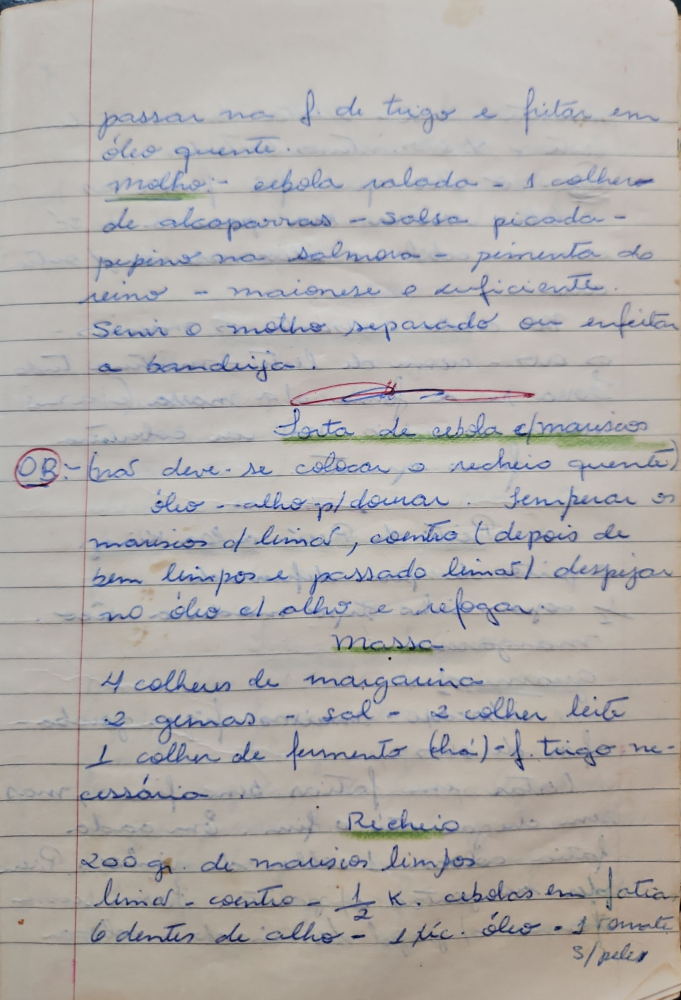 passar na f. de trigo e fritar em
óleo quente.
Molho - cebola ralada - 1 colher
de alcaparras - salsa picada -
pepino na salmora - pimenta do
reino - maionese o suficiente.
Servir o molho separado ou enfeitar
a bandeija.
Torta de cebola c/mariscos
OB:- (não deve-se colocar o recheio quente)
óleo - alho p/dourar. Temperar os
mariscos c/ limão, coentro (depois de
bem limpos e passado limão) despejar
no óleo c/ alho e refogar.
Massa
4 colheres de margarina
2 gemas - sal - 2 colher leite
1 colher de fermento (chá) - f. trigo ne-
cessária.
Recheio
200 gr. de mariscos limpos
limão - coentro - 1/2 K. cebolas em fatias
6 dentes de alho - 1 xíc. óleo - 1 tomate
s/peles